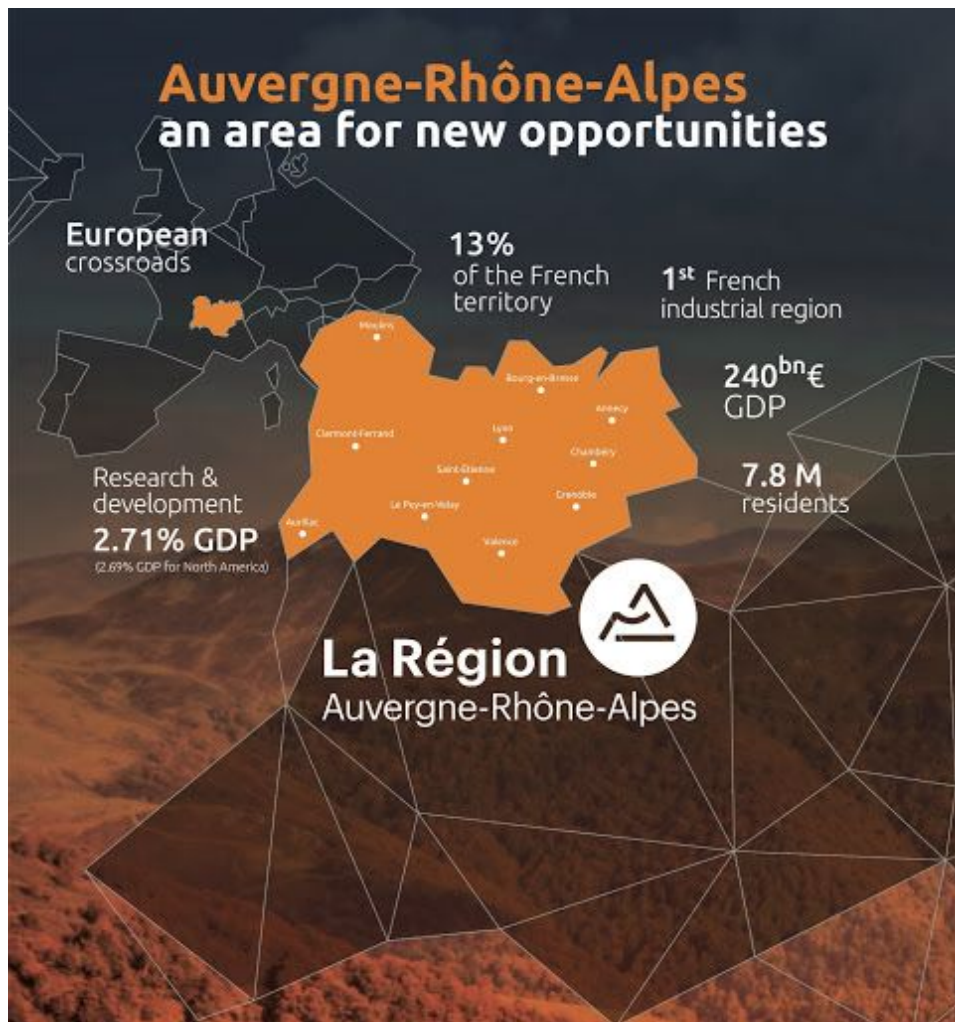 Auvergne-Rhône-Alpes
an area for new opportunities
European
crossroads
13%
of the French
territory
1st French
industrial region
240bn€
GDP
7.8 M
residents
Research &
development
2.71% GDP
(2.69% GDP for North America)
Moulins
Bourg-en-Bresse
Annecy
Lyon
Clermont-Ferrand
Chambéry
Saint-Etienne
Grenoble
Le Puy-en-Velay
Aurillac
Valence
La Région
Auvergne-Rhône-Alpes